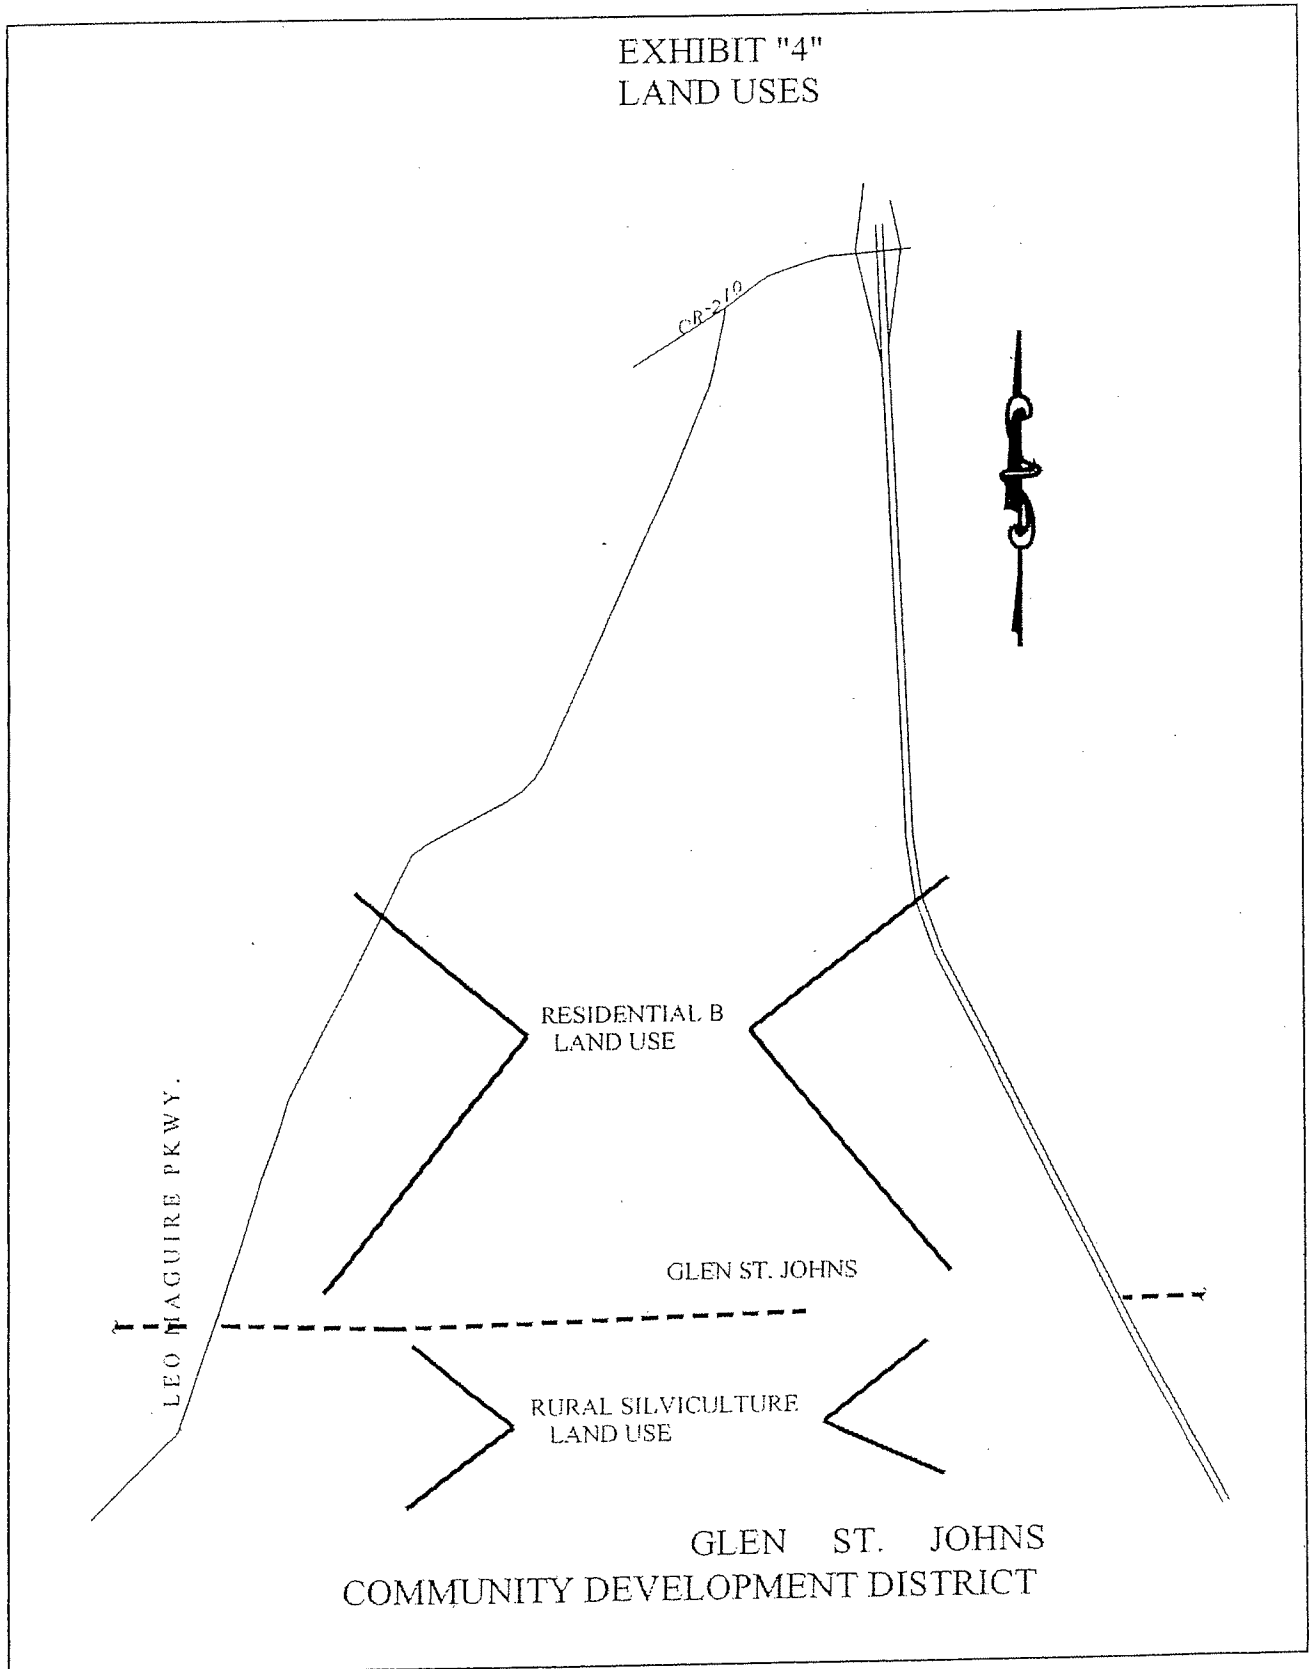 EXHIBIT "4"
LAND USES
CR-210
RESIDENTIAL B
LAND USE
LEO MAGUIRE PKWY.
GLEN ST. JOHNS
RURAL SILVICULTURE
LAND USE
GLEN ST. JOHNS
COMMUNITY DEVELOPMENT DISTRICT